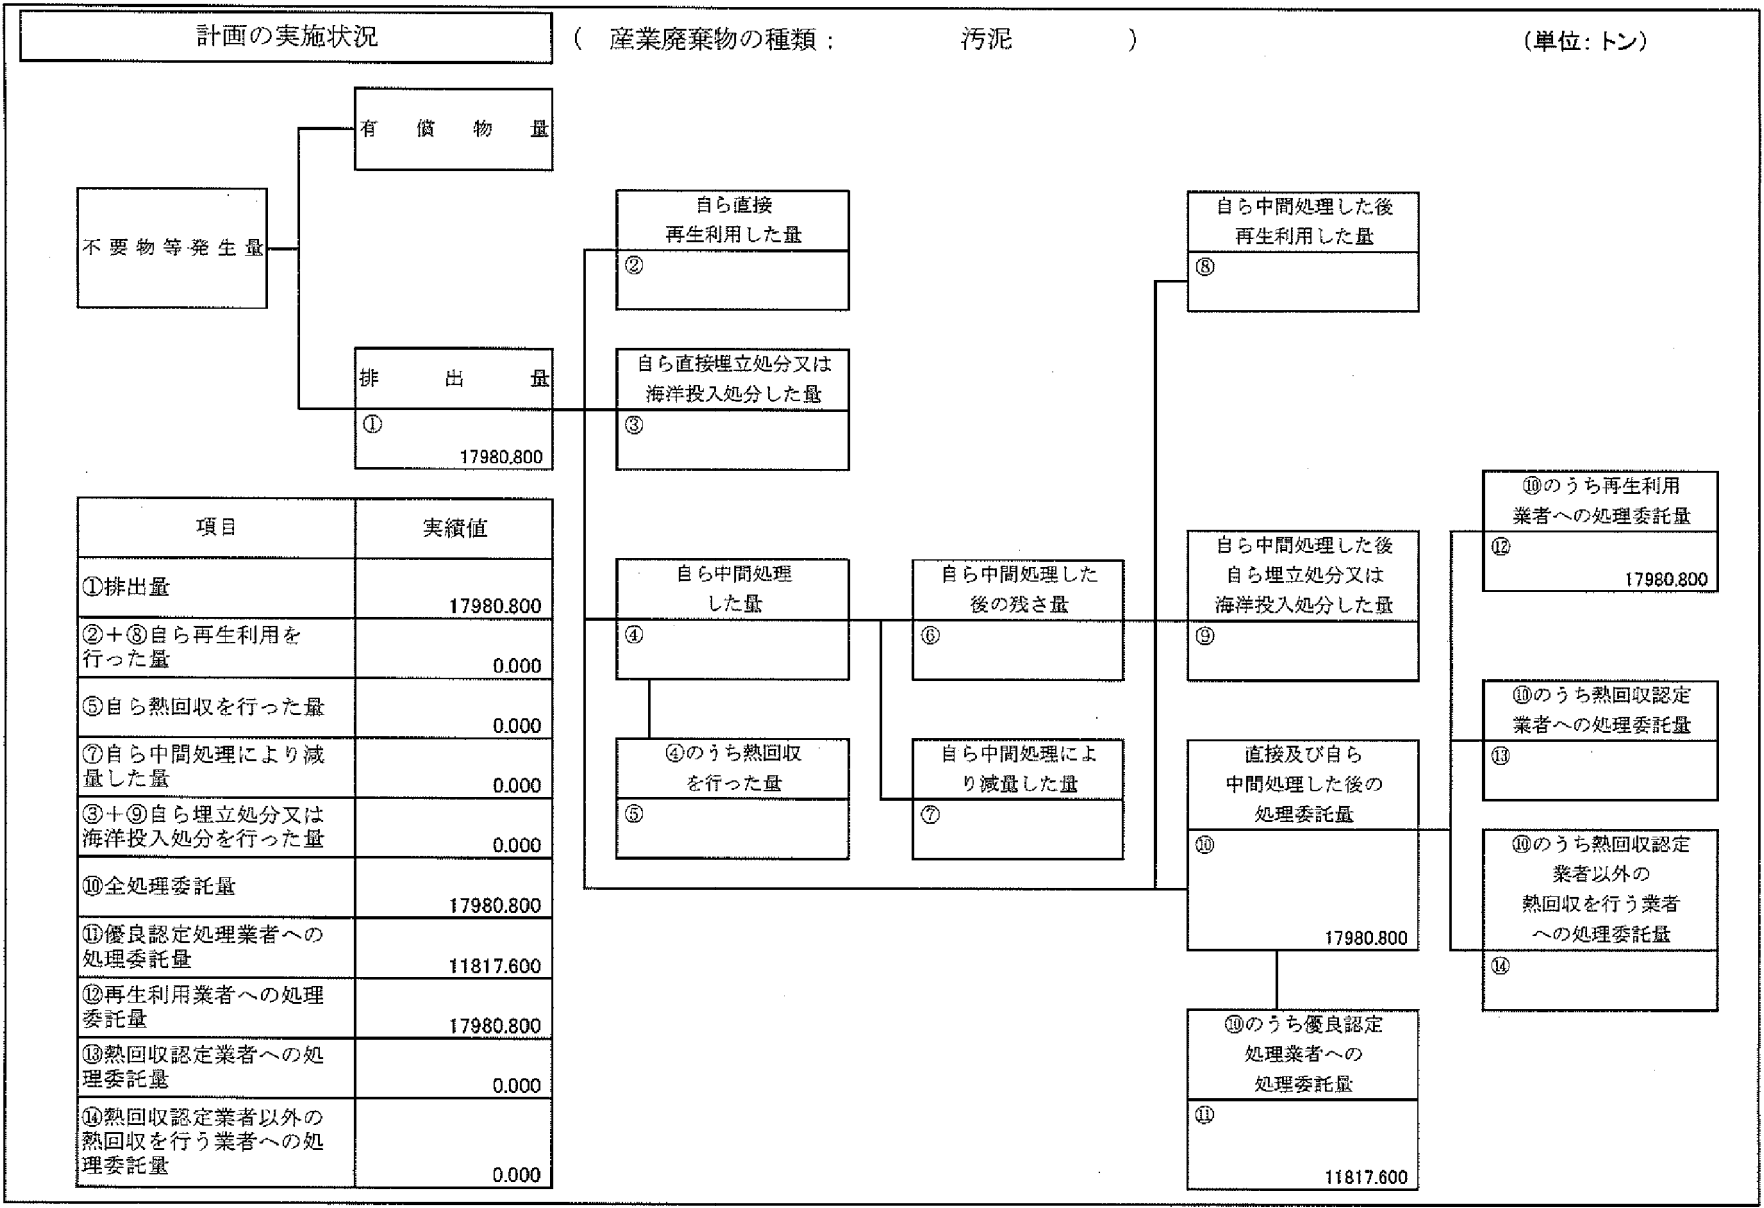 計画の実施状況
( 産業廃棄物の種類: 汚泥 )
(単位:トン)
有償物量
不要物等発生量
排出量
①
17980.800
自ら直接
再生利用した量
②
自ら直接埋立処分又は
海洋投入処分した量
③
自ら中間処理
した量
④
④のうち熱回収
を行った量
⑤
自ら中間処理した
後の残さ量
⑥
自ら中間処理によ
り減量した量
⑦
自ら中間処理した後
再生利用した量
⑧
自ら中間処理した後
自ら埋立処分又は
海洋投入処分した量
⑨
直接及び自ら
中間処理した後の
処理委託量
⑩
17980.800
⑩のうち優良認定
処理業者への
処理委託量
⑪
11817.600
⑩のうち再生利用
業者への処理委託量
⑫
17980.800
⑩のうち熱回収認定
業者への処理委託量
⑬
⑩のうち熱回収認定
業者以外の
熱回収を行う業者
への処理委託量
⑭
項目 実績値
①排出量
17980.800
②+⑧自ら再生利用を
行った量
0.000
⑤自ら熱回収を行った量
0.000
⑦自ら中間処理により減
量した量
0.000
③+⑨自ら埋立処分又は
海洋投入処分を行った量
0.000
⑩全処理委託量
17980.800
⑪優良認定処理業者への
処理委託量
11817.600
⑫再生利用業者への処理
委託量
17980.800
⑬熱回収認定業者への処
理委託量
0.000
⑭熱回収認定業者以外の
熱回収を行う業者への処
理委託量
0.000